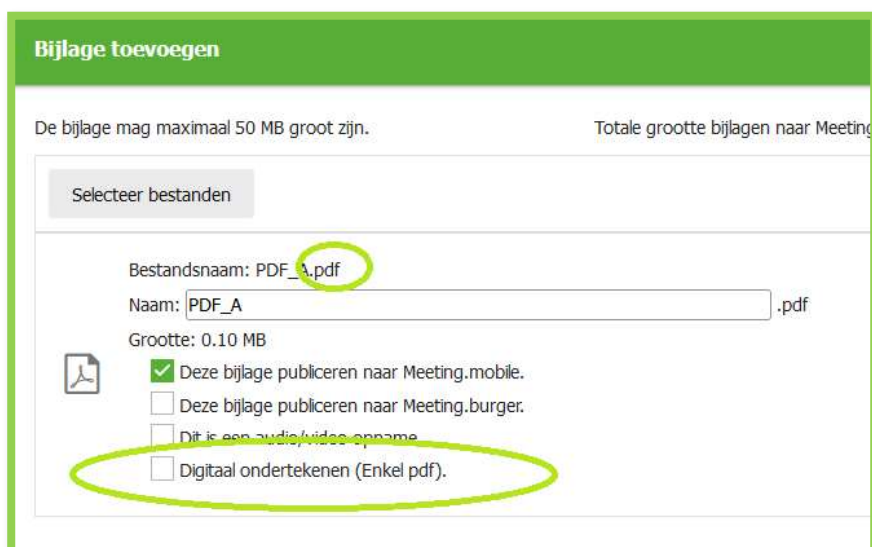 Bijlage toevoegen
De bijlage mag maximaal 50 MB groot zijn. Totale grootte bijlagen naar Meeting
Selecteer bestanden
Bestandsnaam: PDF_A.pdf
Naam: PDF_A .pdf
Grootte: 0.10 MB
Deze bijlage publiceren naar Meeting.mobile.
Deze bijlage publiceren naar Meeting.burger.
Dit is een audio/video opname
Digitaal ondertekenen (Enkel pdf).